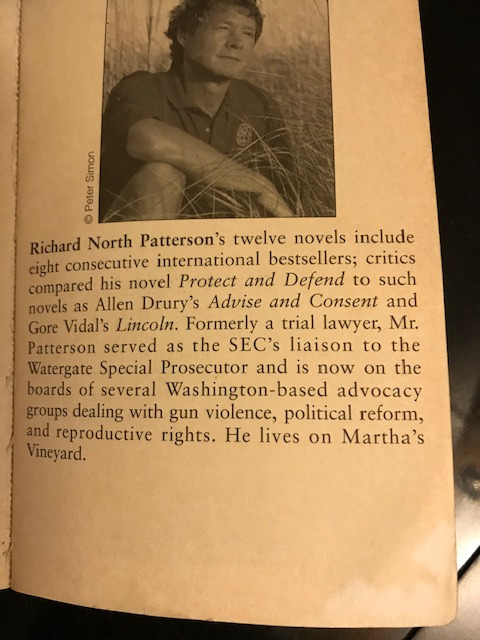 © Peter Simon
Richard North Patterson's twelve novels include
eight consecutive international bestsellers; critics
compared his novel Protect and Defend to such
novels as Allen Drury's Advise and Consent and
Gore Vidal's Lincoln. Formerly a trial lawyer, Mr.
Patterson served as the SEC's liaison to the
Watergate Special Prosecutor and is now on the
boards of several Washington-based advocacy
groups dealing with gun violence, political reform,
and reproductive rights. He lives on Martha's
Vineyard.